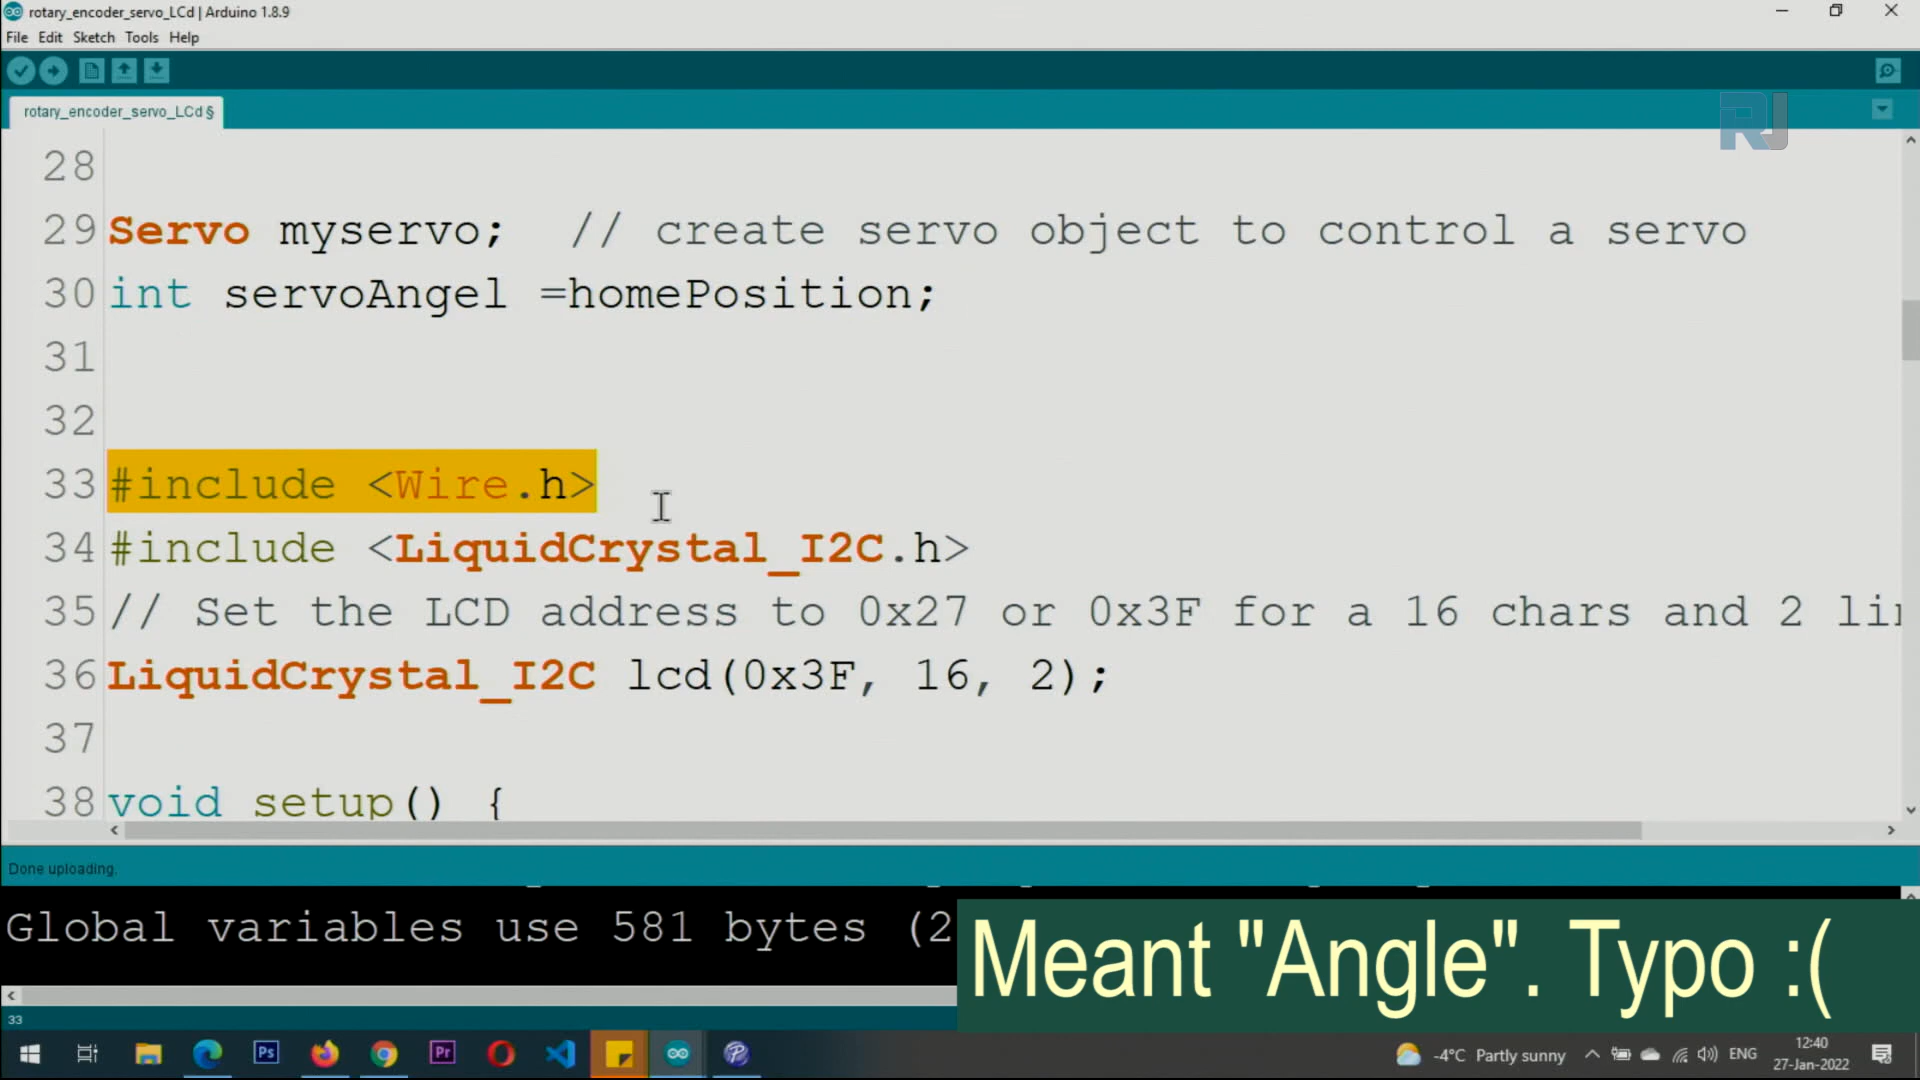 rotary_encoder_servo_LCd | Arduino 1.8.9
File Edit Sketch Tools Help
rotary_encoder_servo_LCd §
RJ
28
29 Servo myservo; // create servo object to control a servo
30 int servoAngel =homePosition;
31
32
33 #include <Wire.h>
34 #include <LiquidCrystal_I2C.h>
35 // Set the LCD address to 0x27 or 0x3F for a 16 chars and 2 li
36 LiquidCrystal_I2C lcd(0x3F, 16, 2);
37
38 void setup() {
Done uploading.
Global variables use 581 bytes (2
Meant "Angle". Typo :(
33
Ps
Pr
-4°C Partly sunny
ENG
12:40
27-Jan-2022